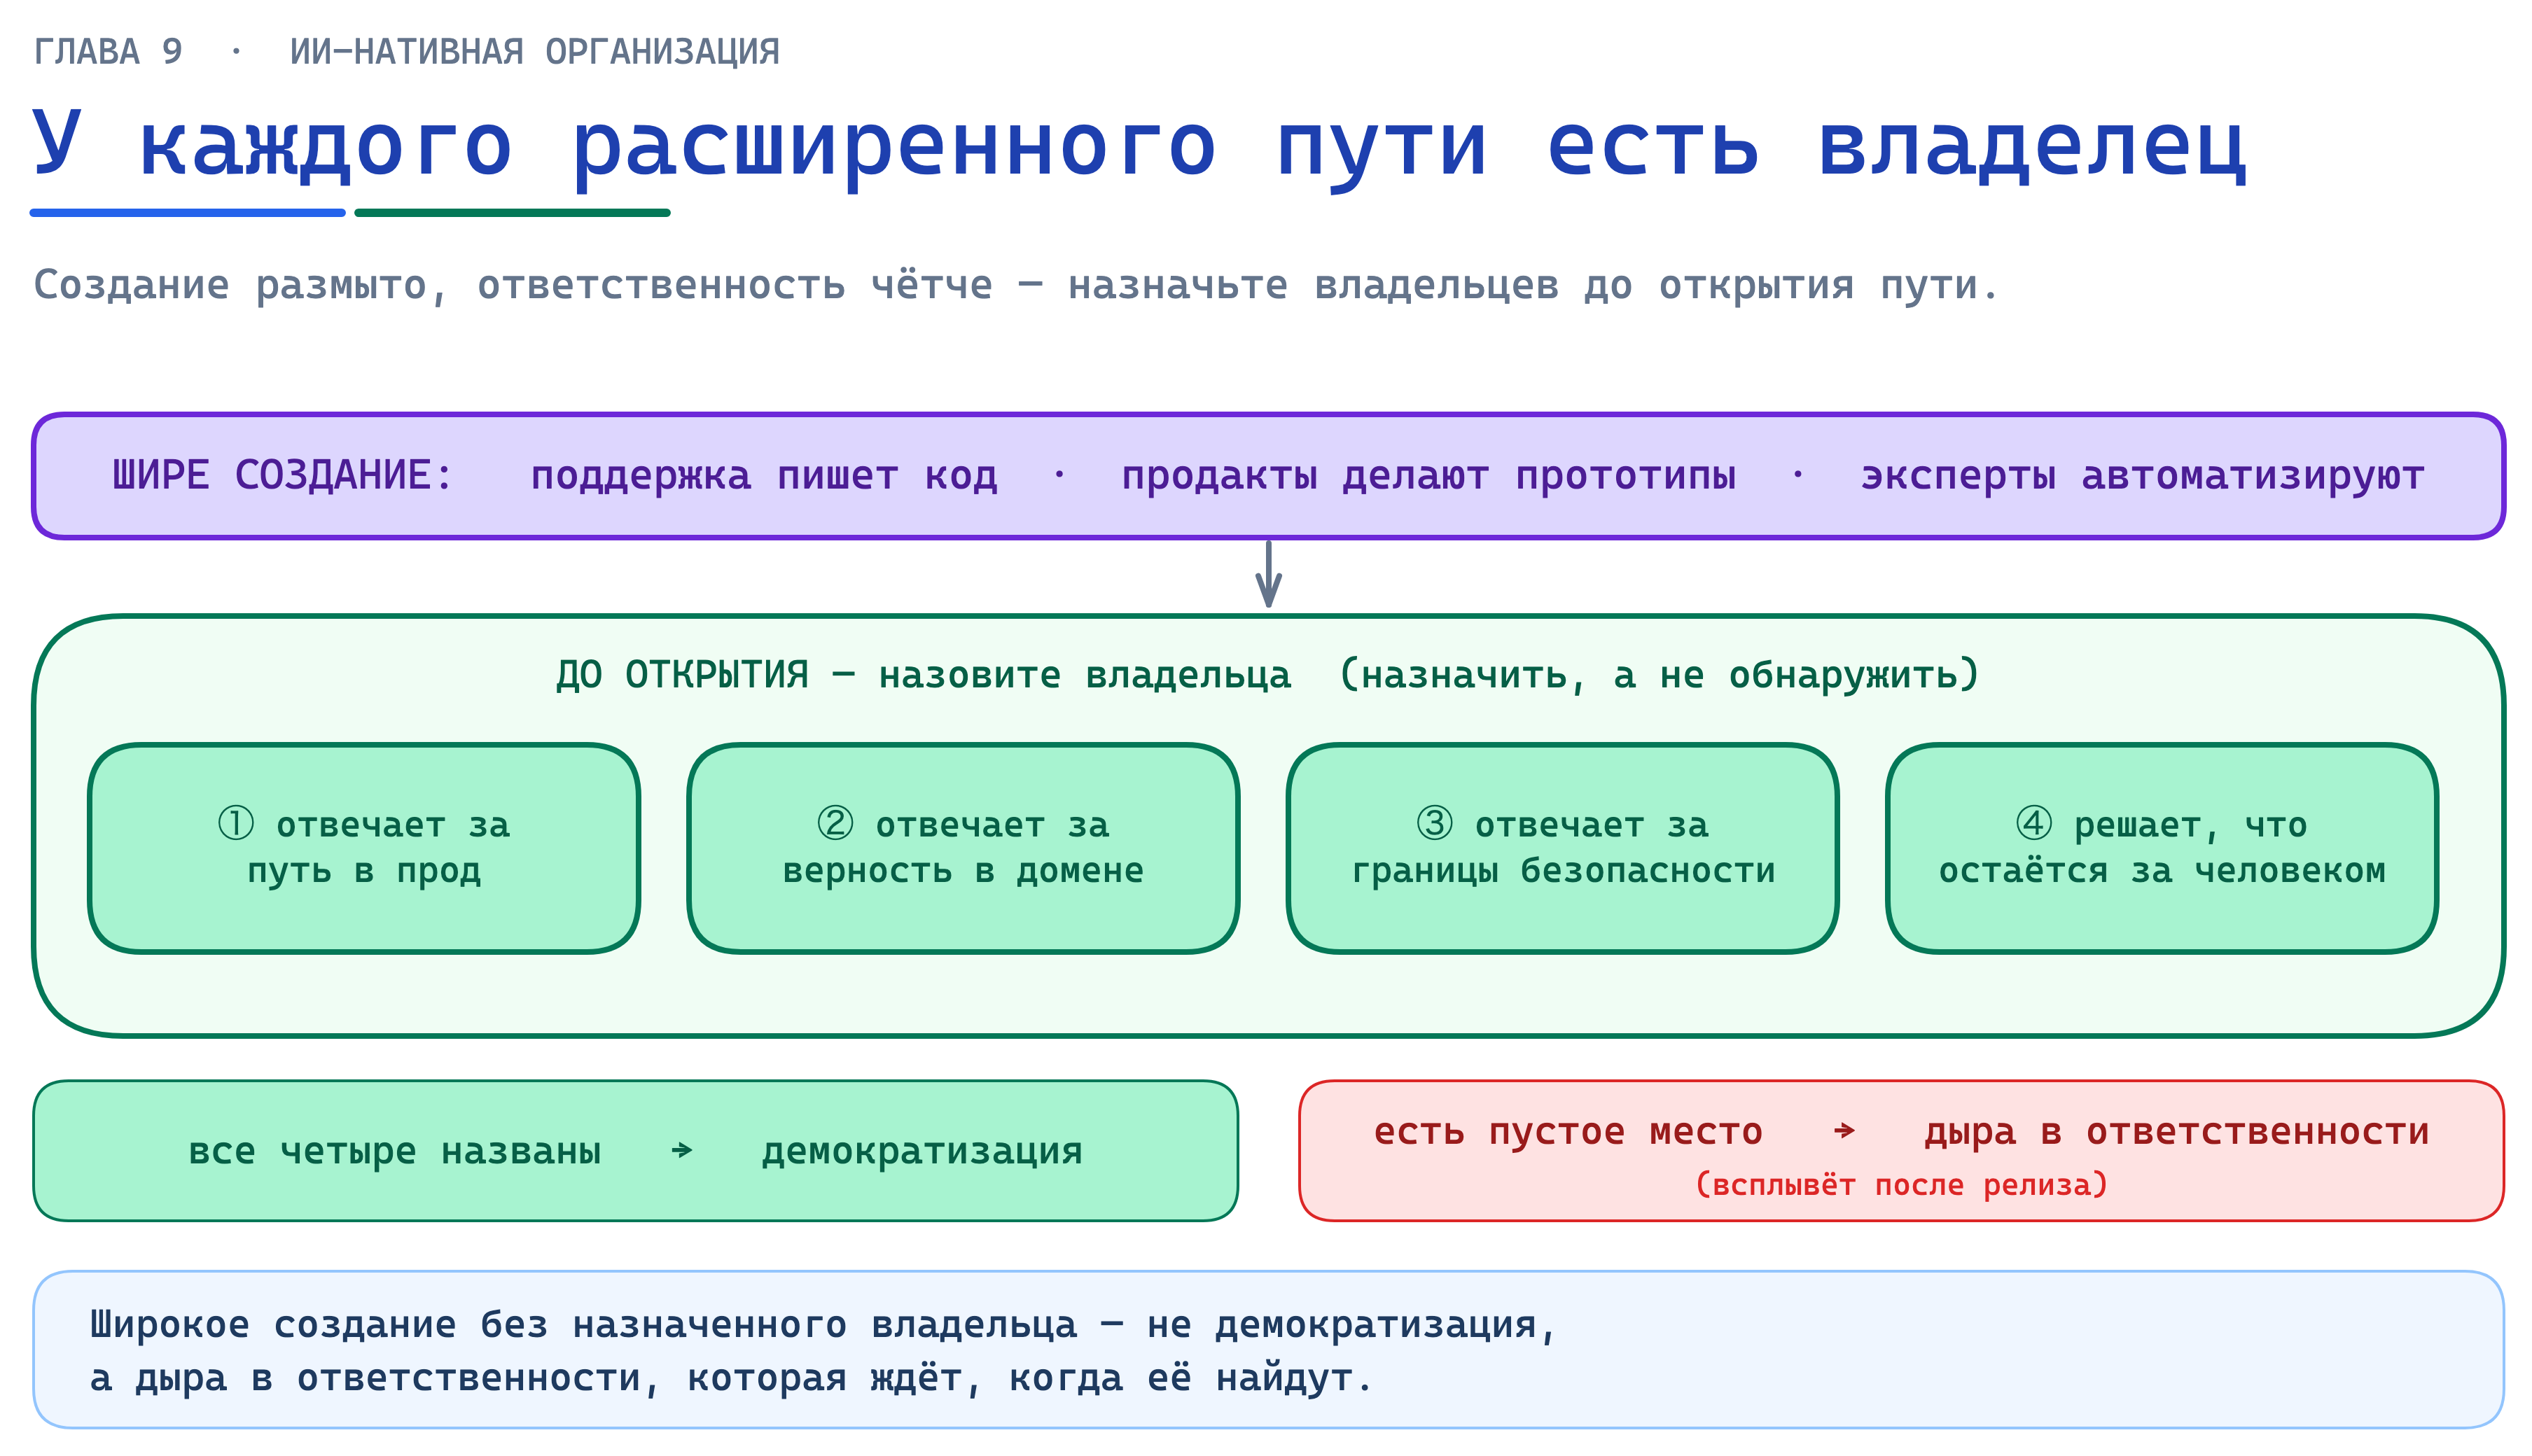 ГЛАВА 9 · ИИ-НАТИВНАЯ ОРГАНИЗАЦИЯ
У каждого расширенного пути есть владелец
Создание размыто, ответственность чётче — назначьте владельцев до открытия пути.
ШИРЕ СОЗДАНИЕ: поддержка пишет код · продакты делают прототипы · эксперты автоматизируют
ДО ОТКРЫТИЯ — назовите владельца (назначить, а не обнаружить)
① отвечает за
путь в прод
② отвечает за
верность в домене
③ отвечает за
границы безопасности
④ решает, что
остаётся за человеком
все четыре названы → демократизация
есть пустое место → дыра в ответственности
(всплывёт после релиза)
Широкое создание без назначенного владельца — не демократизация,
а дыра в ответственности, которая ждёт, когда её найдут.